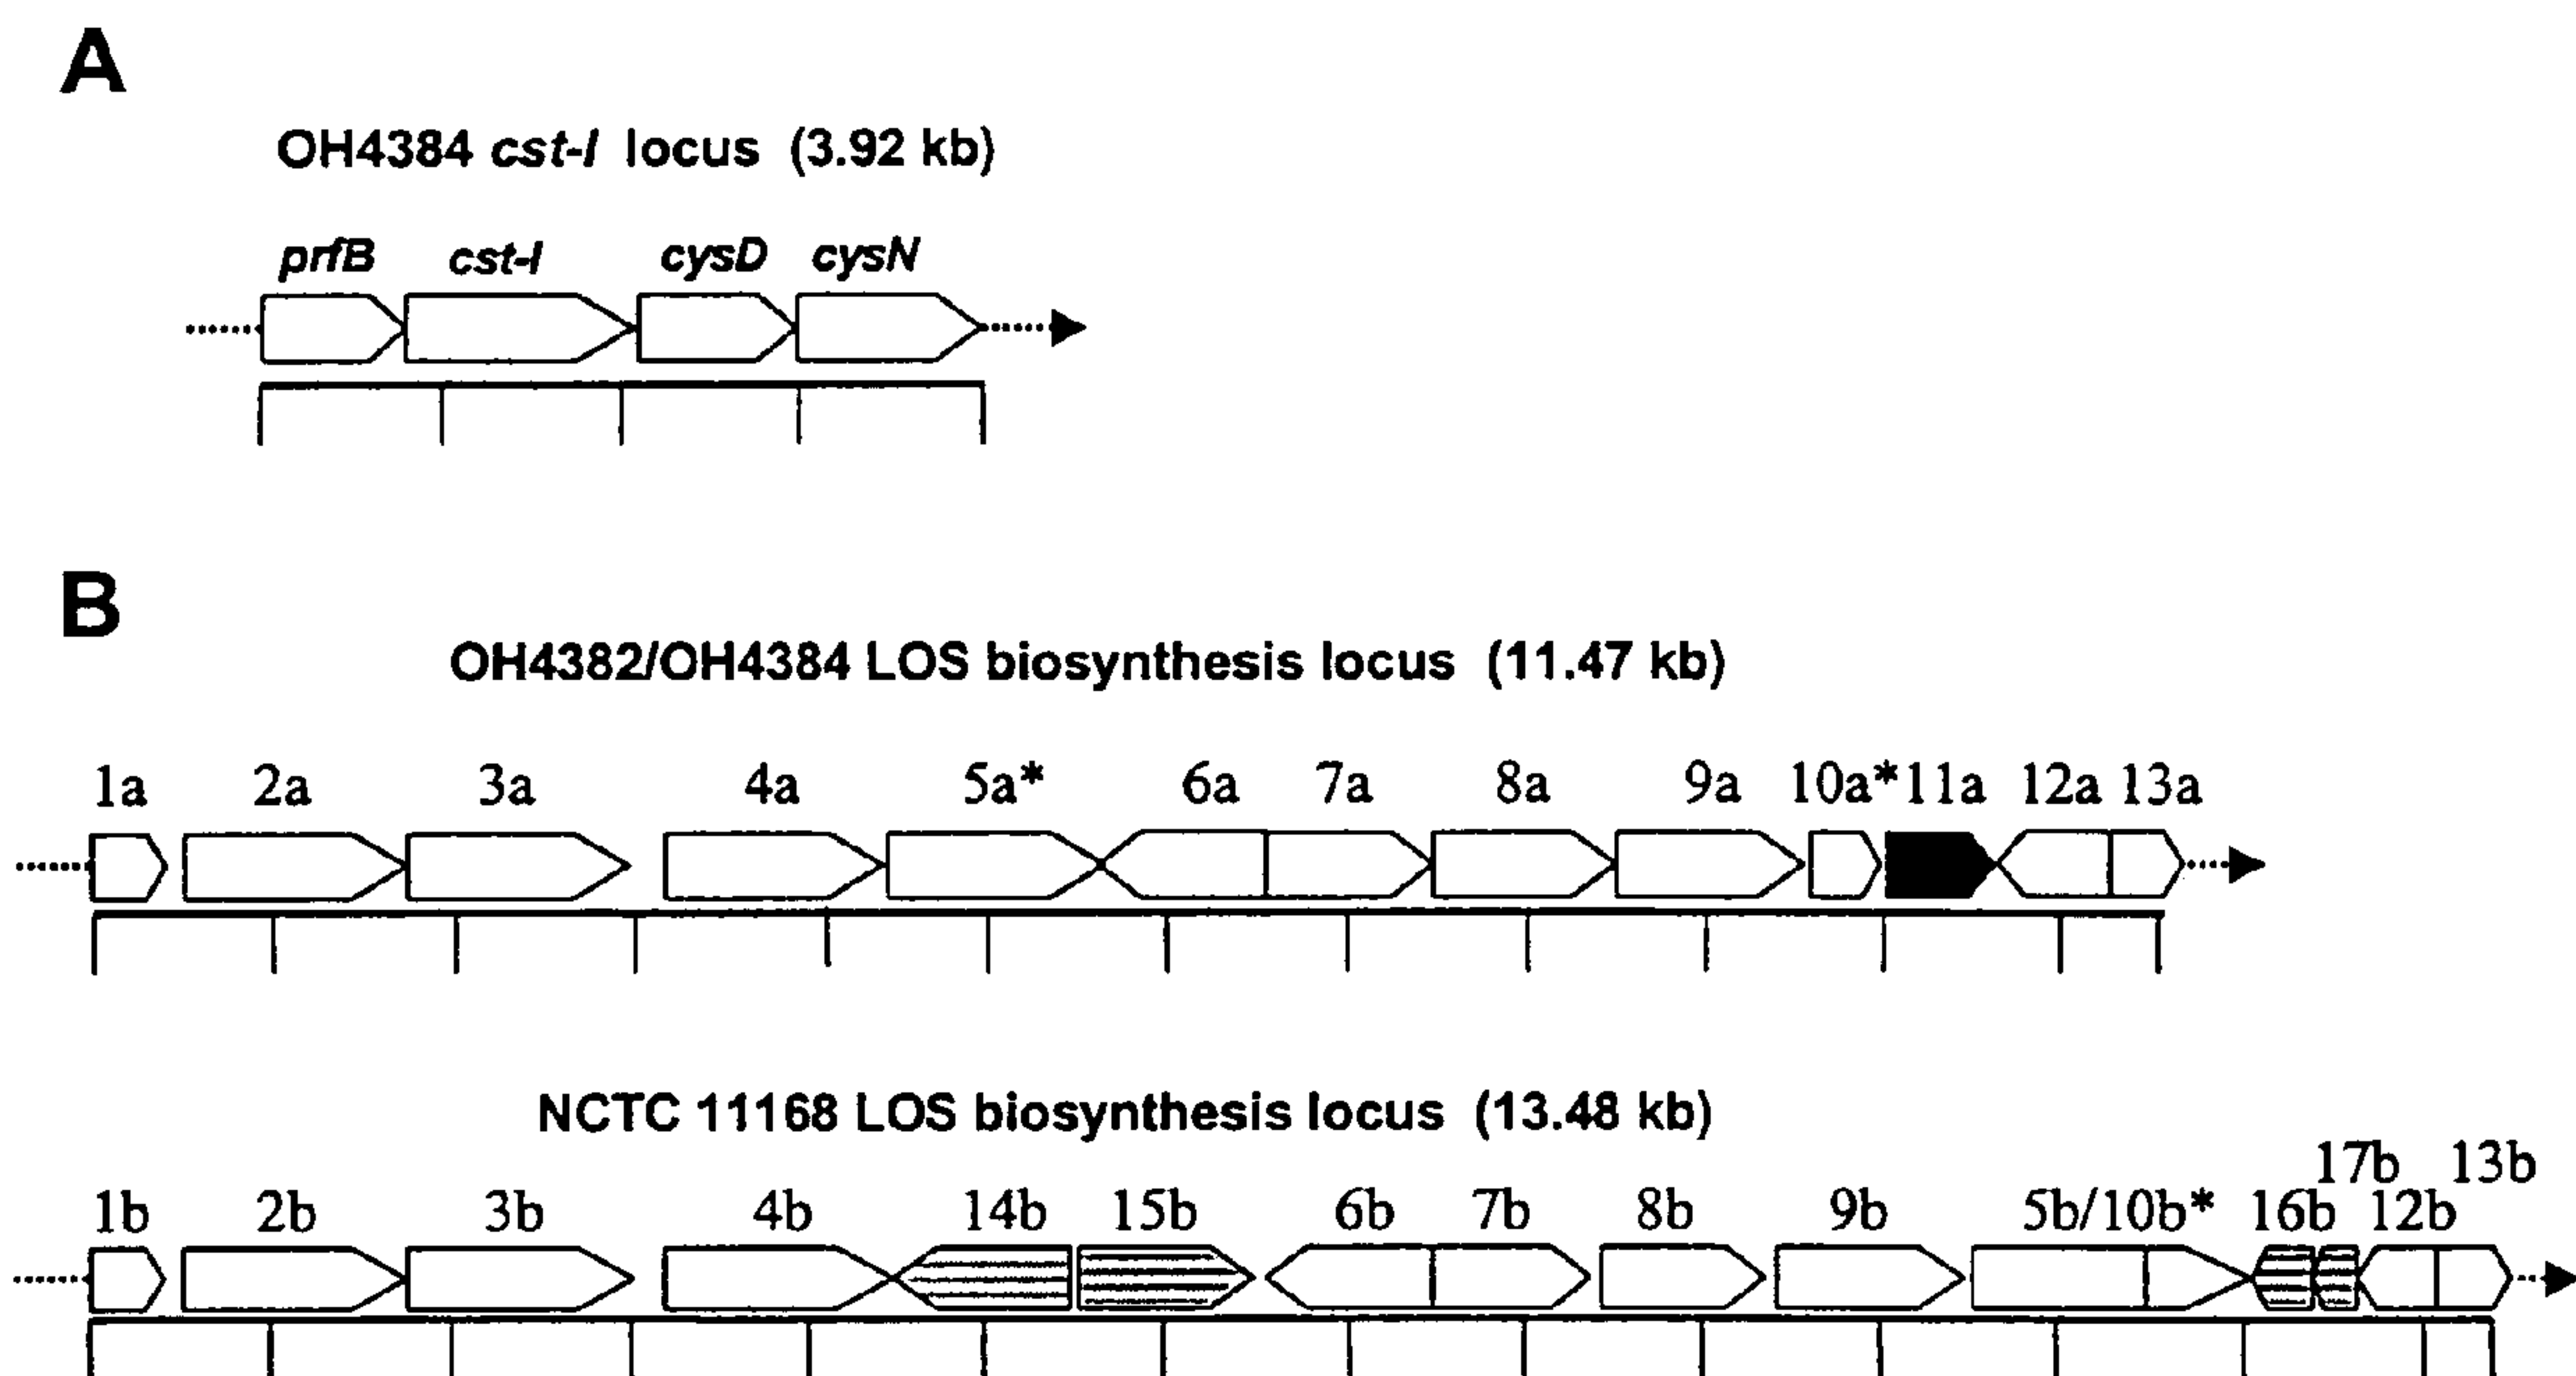 A
OH4384 cst-I locus (3.92 kb)
prfB cst-I cysD cysN
B
OH4382/OH4384 LOS biosynthesis locus (11.47 kb)
1a 2a 3a 4a 5a* 6a 7a 8a 9a 10a* 11a 12a 13a
NCTC 11168 LOS biosynthesis locus (13.48 kb)
17b 13b
1b 2b 3b 4b 14b 15b 6b 7b 8b 9b 5b/10b* 16b 12b